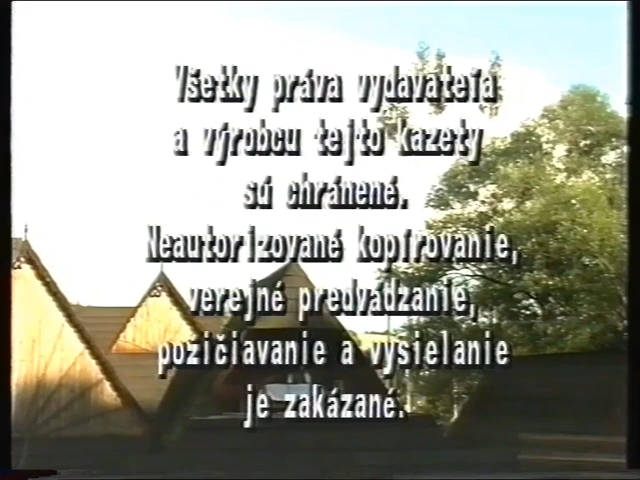 Všetky práva vydavateľa
a výrobcu tejto kazety
sú chránené.
Neautorizované kopírovanie,
verejné predvádzanie,
požičiavanie a vysielanie
je zakázané.